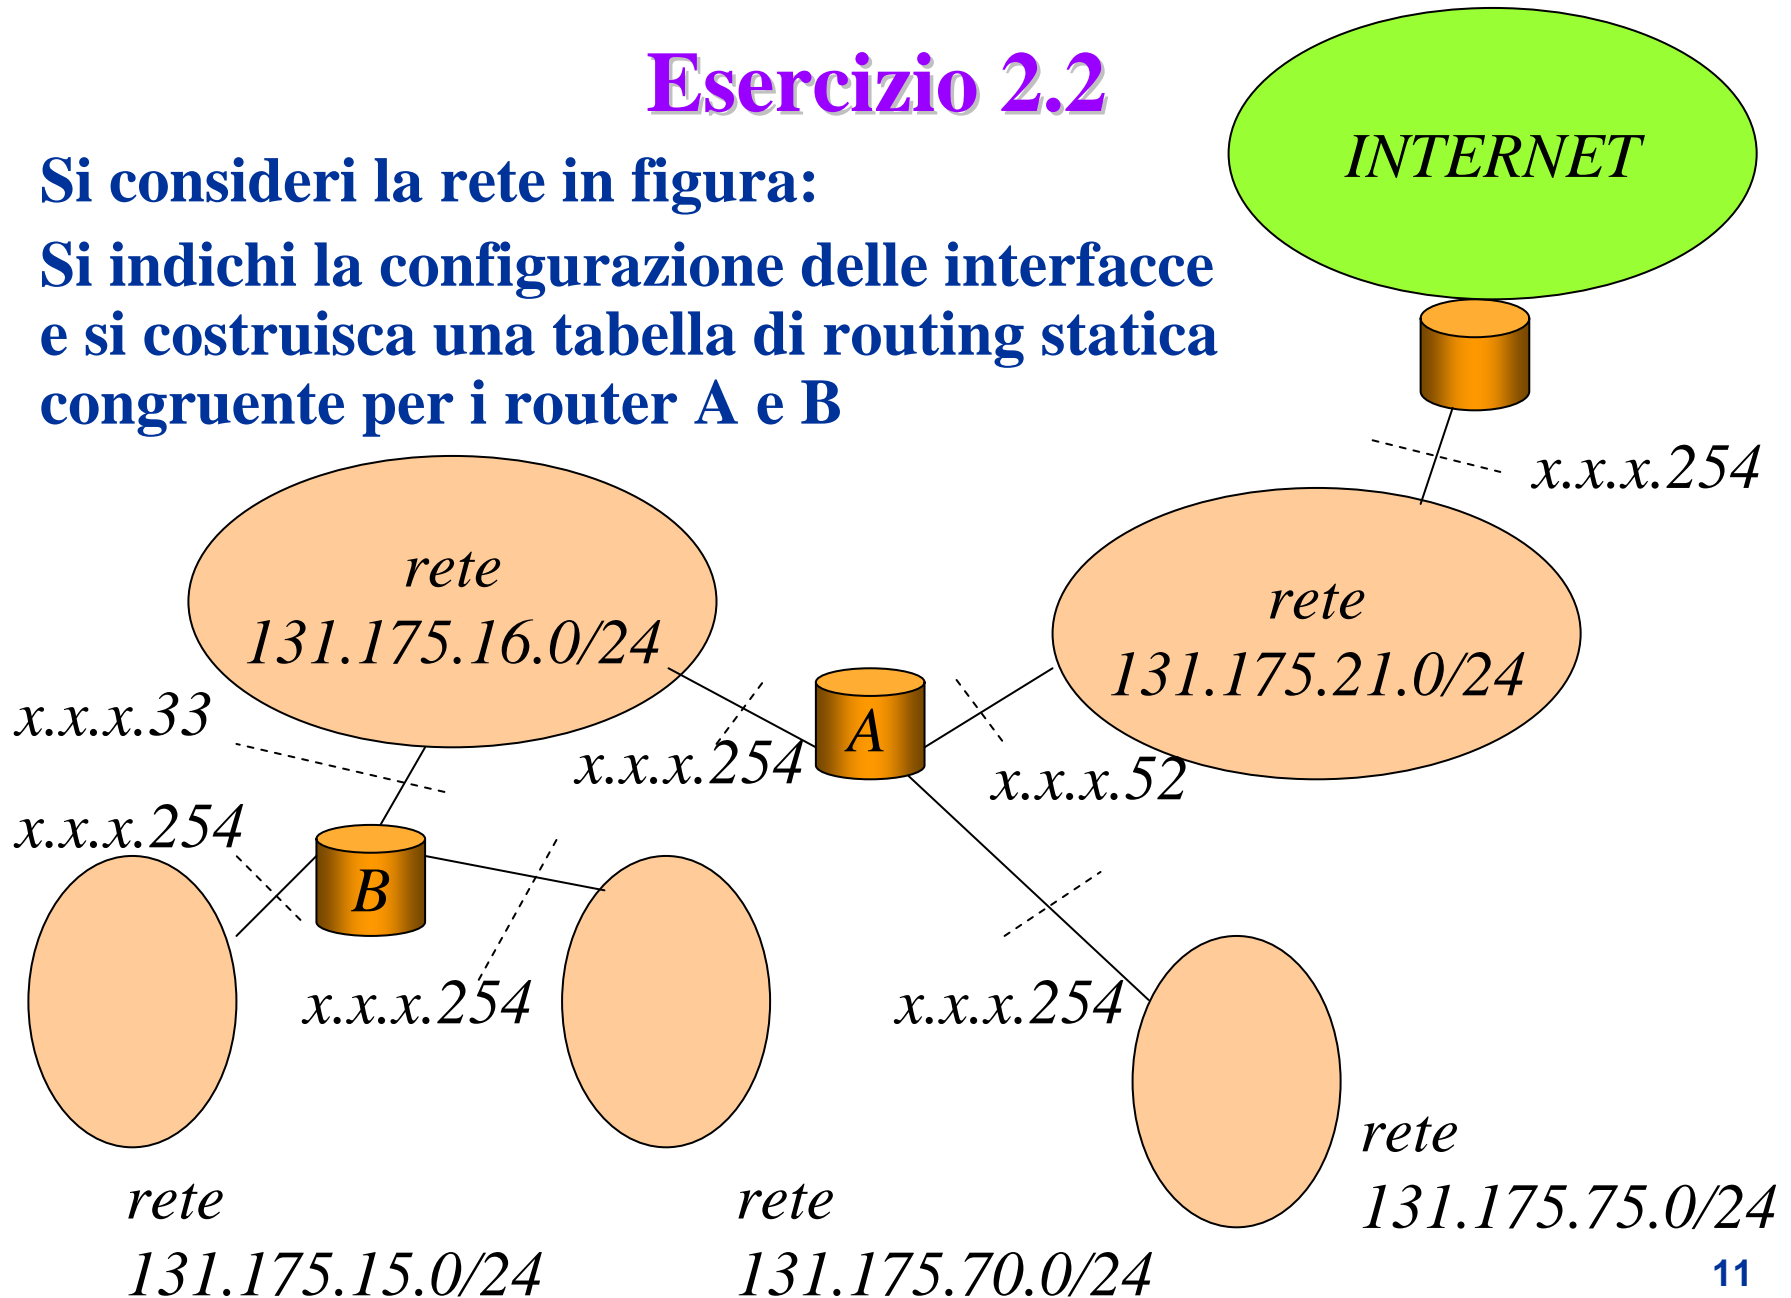 Esercizio 2.2
Si consideri la rete in figura:
Si indichi la configurazione delle interfacce
e si costruisca una tabella di routing statica
congruente per i router A e B
INTERNET
x.x.x.254
rete
131.175.16.0/24
rete
131.175.21.0/24
x.x.x.33
x.x.x.254
A
x.x.x.52
x.x.x.254
B
x.x.x.254
x.x.x.254
rete
131.175.15.0/24
rete
131.175.70.0/24
rete
131.175.75.0/24
11